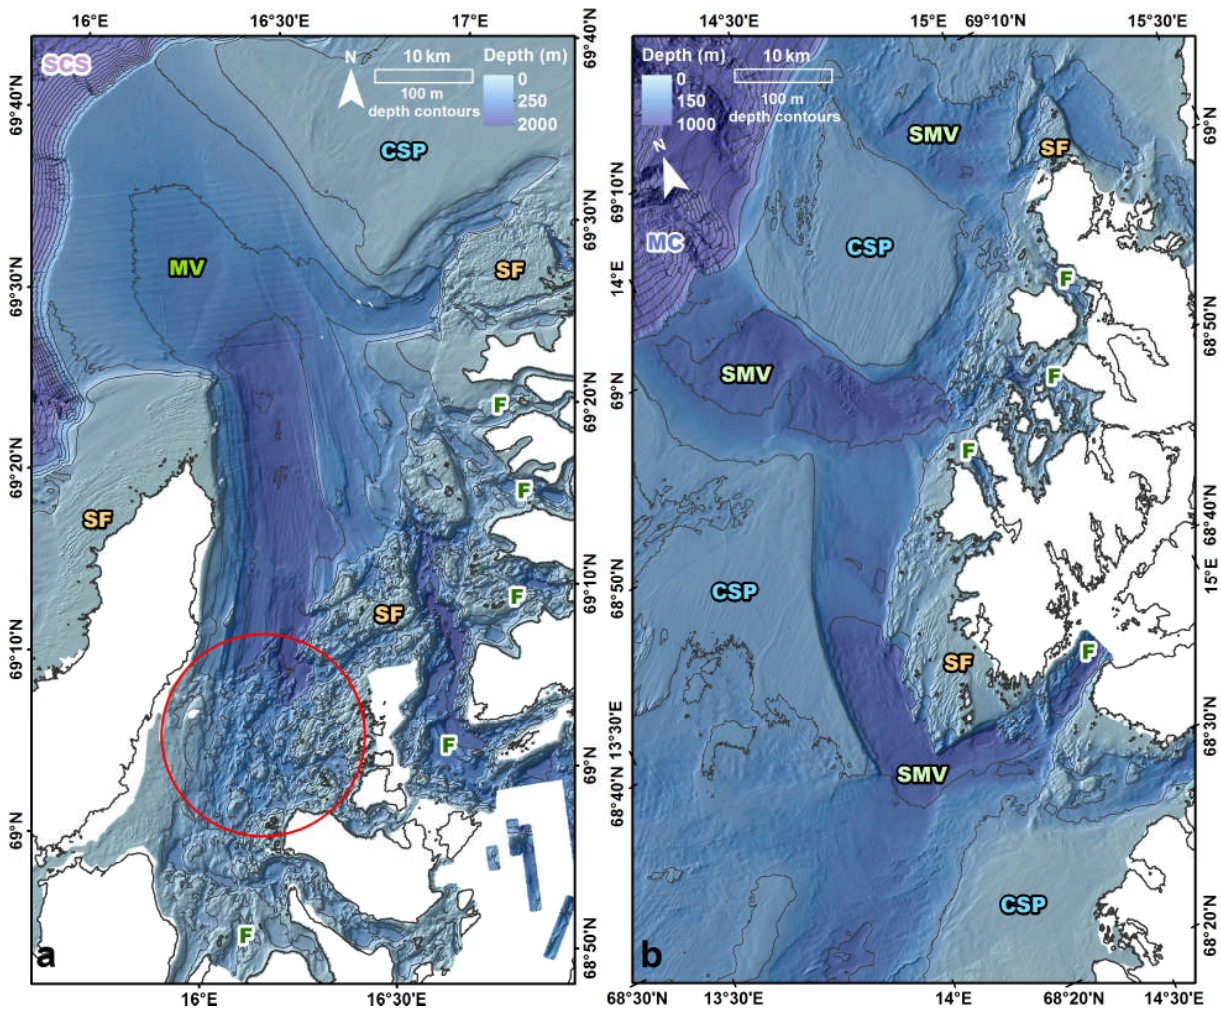 16°E
16°30'E
17°E
14°30'E
15°E
69°10'N
15°30'E
69°40'N
69°30'N
69°20'N
69°10'N
69°N
69°40'N
69°30'N
69°20'N
69°10'N
69°N
68°50'N
SCS
N
10 km
100 m
depth contours
Depth (m)
0
250
2000
CSP
MV
SF
F
SF
F
F
SF
F
F
a
16°E
16°30'E
Depth (m)
0
150
1000
10 km
100 m
depth contours
N
SMV
SF
MC
CSP
F
SMV
F
F
CSP
SF
F
SMV
CSP
b
69°10'N
14°E
69°N
68°50'N
13°30'E
68°40'N
69°N
68°50'N
68°40'N
15°E
68°30'N
68°20'N
68°30'N
13°30'E
14°E
68°20'N
14°30'E